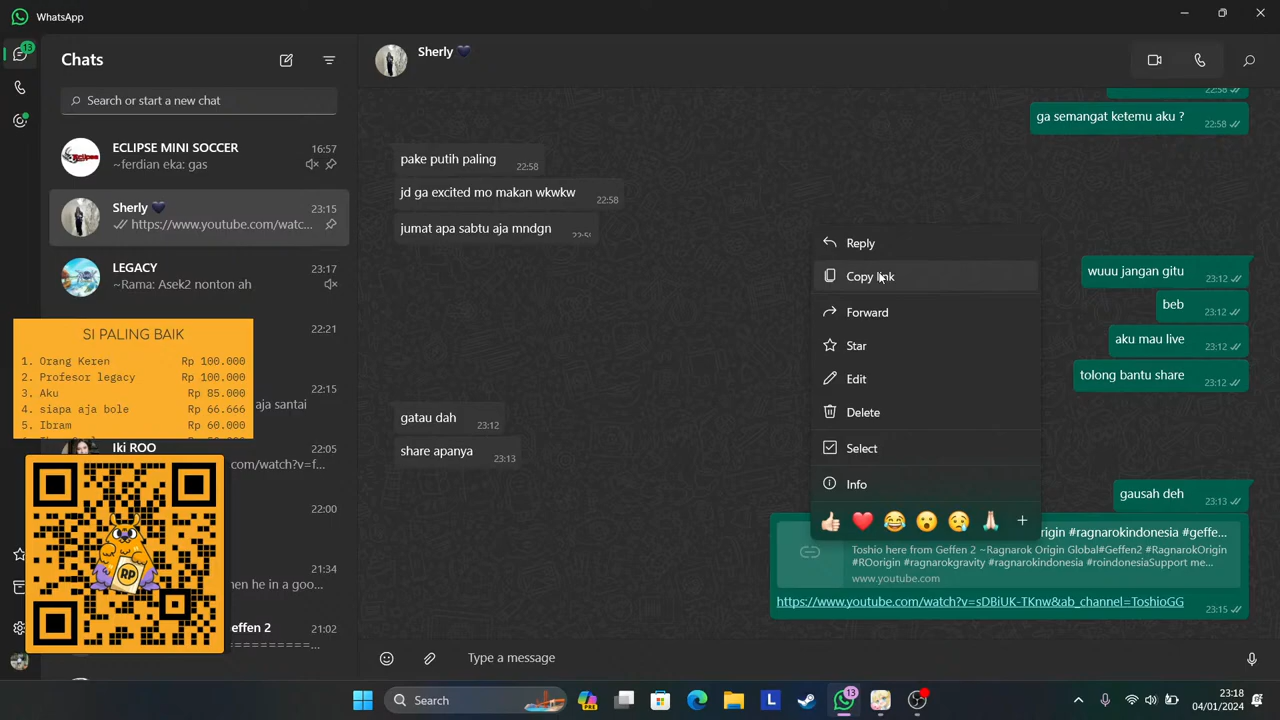 WhatsApp
13
Chats
Search or start a new chat
ECLIPSE MINI SOCCER
16:57
~ferdian eka: gas
Sherly 🖤
23:15
https://www.youtube.com/watc...
LEGACY
23:17
~Rama: Asek2 nonton ah
22:21
SI PALING BAIK
1. Orang Keren Rp 100.000
2. Profesor legacy Rp 100.000
3. Aku Rp 85.000
4. siapa aja bole Rp 66.666
5. Ibram Rp 60.000
22:15
aja santai
Iki ROO
22:05
com/watch?v=f...
22:00
21:34
hen he in a goo...
effen 2
21:02
============...
RP
Sherly 🖤
22:58
ga semangat ketemu aku ?
22:58
pake putih paling
22:58
jd ga excited mo makan wkwkw
22:58
jumat apa sabtu aja mndgn
wuuu jangan gitu
23:12
beb
23:12
aku mau live
23:12
tolong bantu share
23:12
gatau dah
23:12
share apanya
23:13
gausah deh
23:13
rigin #ragnarokindonesia #geffe...
Toshio here from Geffen 2 ~Ragnarok Origin Global#Geffen2 #RagnarokOrigin
#ROorigin #ragnarokgravity #ragnarokindonesia #roindonesiaSupport me...
www.youtube.com
https://www.youtube.com/watch?v=sDBiUK-TKnw&ab_channel=ToshioGG
23:15
Reply
Copy link
Forward
Star
Edit
Delete
Select
Info
Type a message
Search
PRE
L
13
23:18
04/01/2024